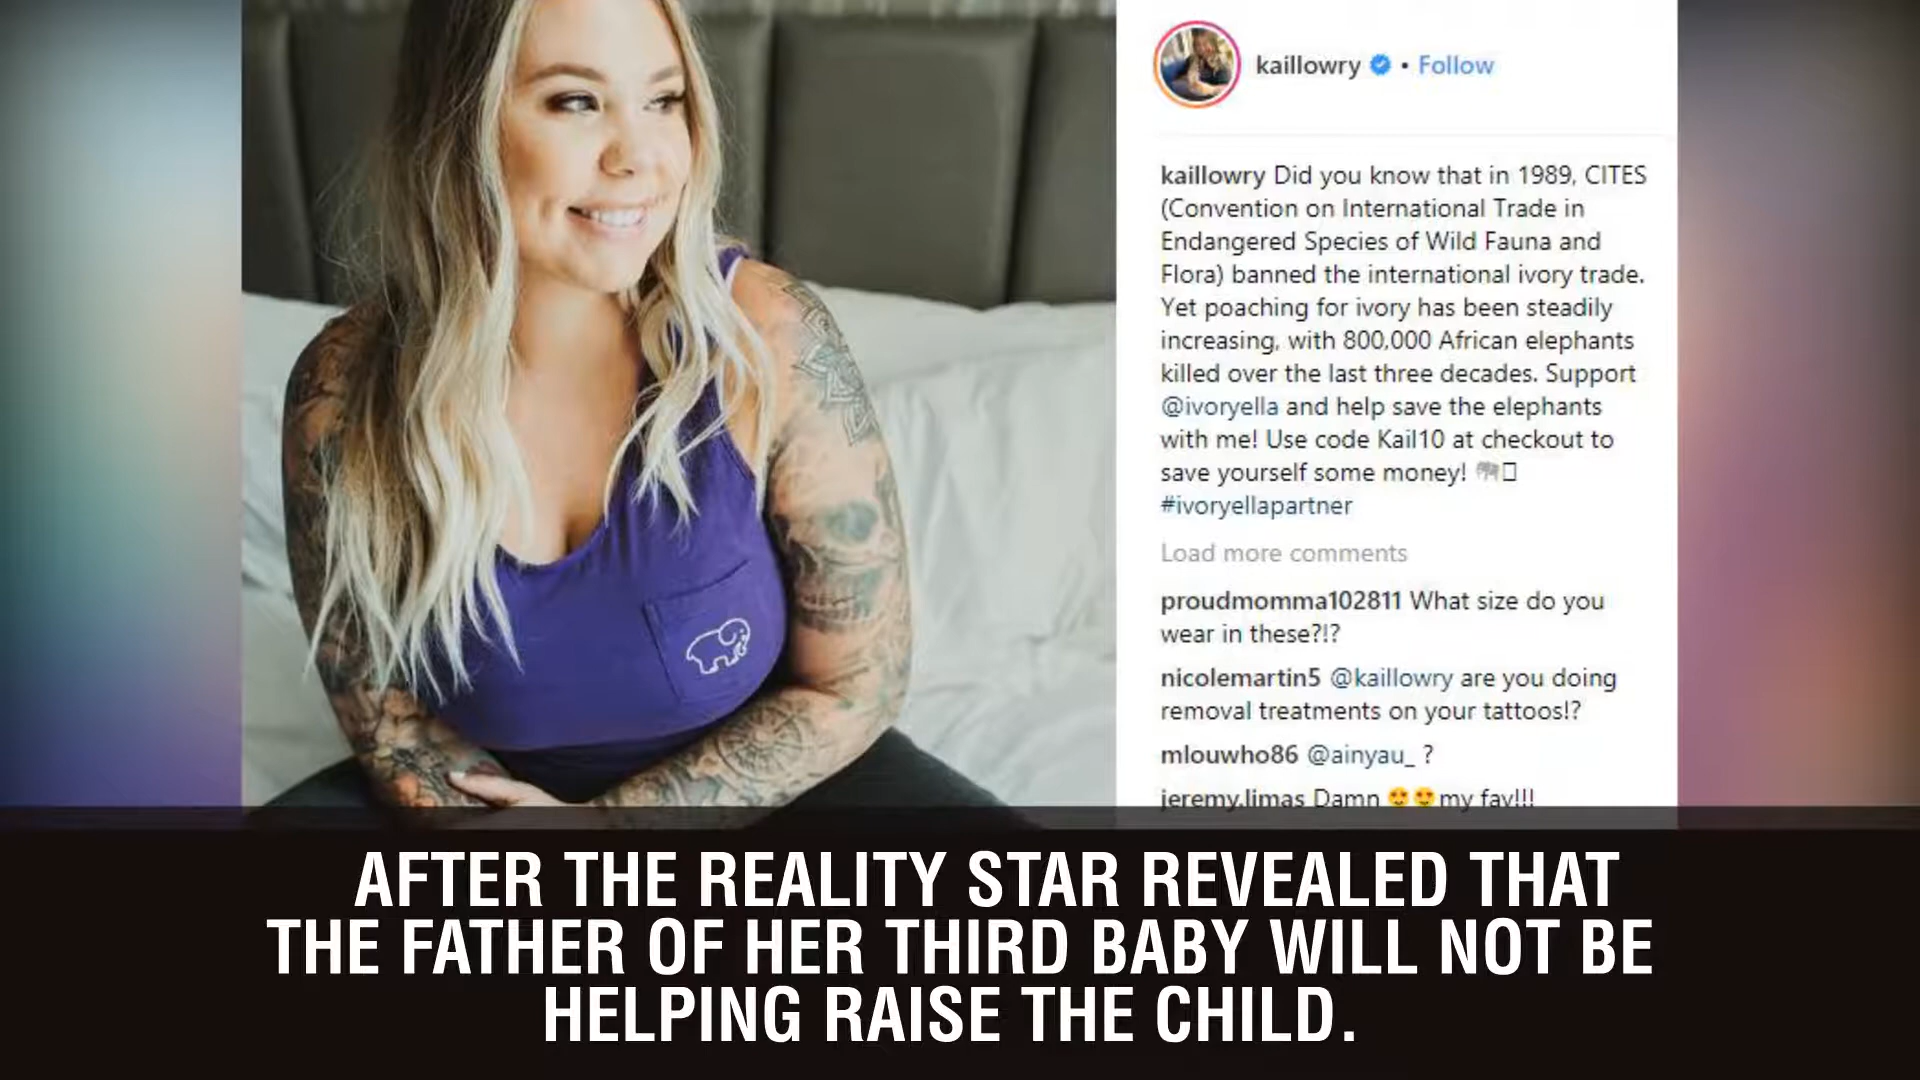 kaillowry • Follow
kaillowry Did you know that in 1989, CITES
(Convention on International Trade in
Endangered Species of Wild Fauna and
Flora) banned the international ivory trade.
Yet poaching for ivory has been steadily
increasing, with 800,000 African elephants
killed over the last three decades. Support
@ivoryella and help save the elephants
with me! Use code Kail10 at checkout to
save yourself some money! 🐘
#ivoryellapartner
Load more comments
proudmomma102811 What size do you
wear in these?!?
nicolemartin5 @kaillowry are you doing
removal treatments on your tattoos!?
mlouwho86 @ainyau_ ?
jeremy.limas Damn 😍😍my fav!!!
AFTER THE REALITY STAR REVEALED THAT
THE FATHER OF HER THIRD BABY WILL NOT BE
HELPING RAISE THE CHILD.